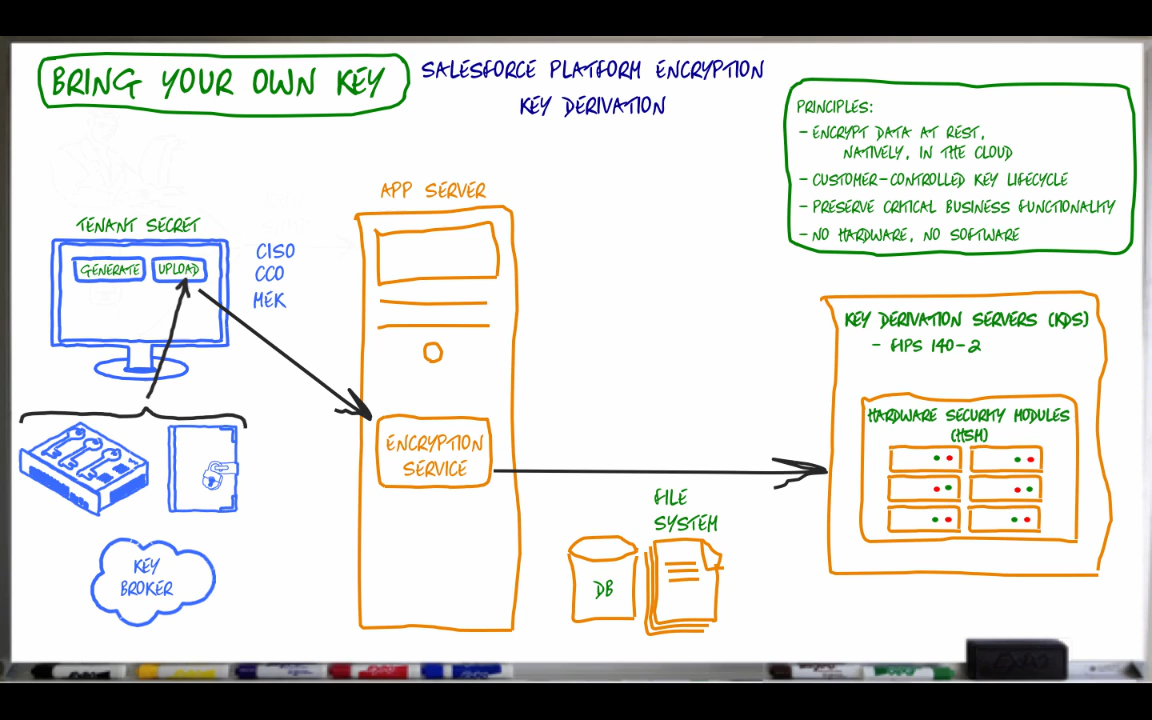 BRING YOUR OWN KEY
SALESFORCE PLATFORM ENCRYPTION
KEY DERIVATION
PRINCIPLES:
- ENCRYPT DATA AT REST,
NATIVELY, IN THE CLOUD
- CUSTOMER-CONTROLLED KEY LIFECYCLE
- PRESERVE CRITICAL BUSINESS FUNCTIONALITY
- NO HARDWARE, NO SOFTWARE
TENANT SECRET
GENERATE
UPLOAD
CISO
CCO
MEK
KEY
BROKER
APP SERVER
ENCRYPTION
SERVICE
FILE
SYSTEM
DB
KEY DERIVATION SERVERS (KDS)
- FIPS 140-2
HARDWARE SECURITY MODULES
(HSM)
EXPO